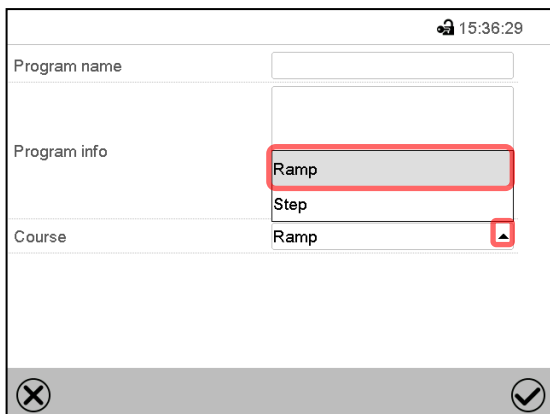 15:36:29
Program name
Program info
Ramp
Step
Course
Ramp